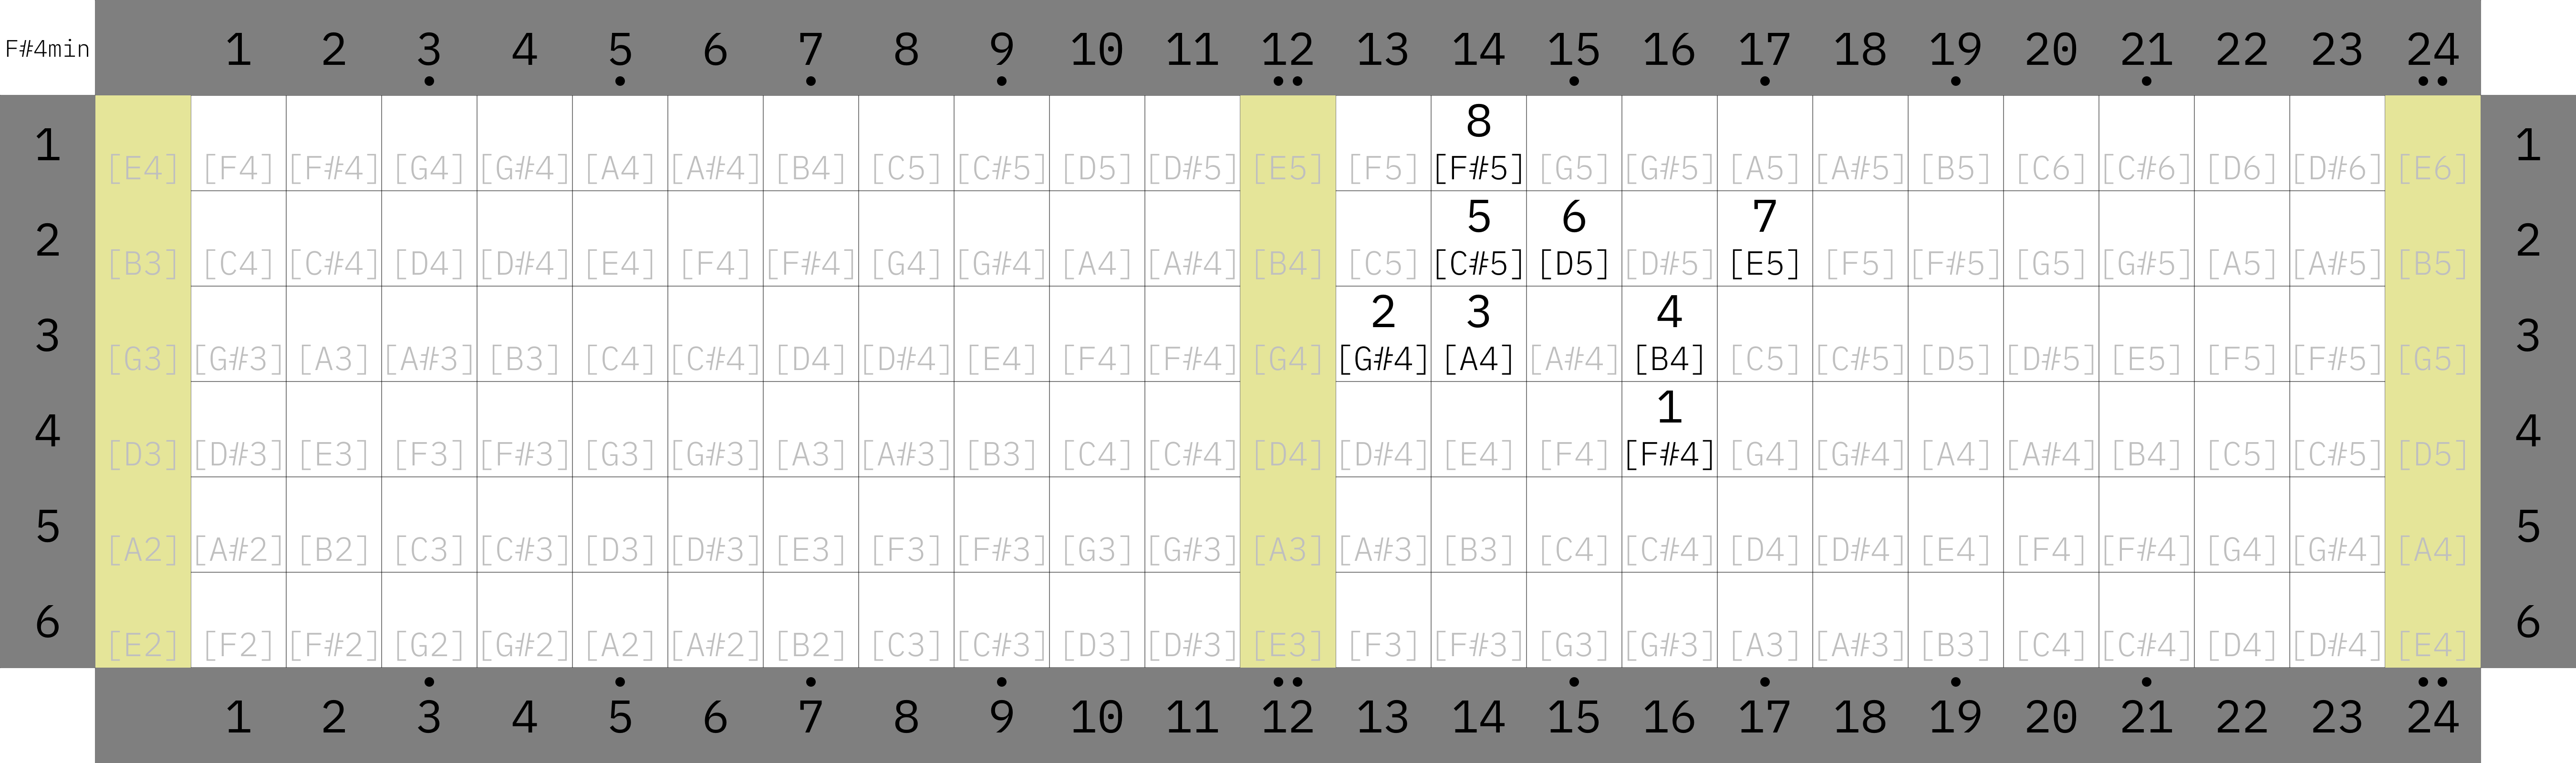 F#4min 1 2 3 4 5 6 7 8 9 10 11 12 13 14 15 16 17 18 19 20 21 22 23 24
8
1 [E4] [F4] [F#4] [G4] [G#4] [A4] [A#4] [B4] [C5] [C#5] [D5] [D#5] [E5] [F5] [F#5] [G5] [G#5] [A5] [A#5] [B5] [C6] [C#6] [D6] [D#6] [E6] 1
5 6 7
2 [B3] [C4] [C#4] [D4] [D#4] [E4] [F4] [F#4] [G4] [G#4] [A4] [A#4] [B4] [C5] [C#5] [D5] [D#5] [E5] [F5] [F#5] [G5] [G#5] [A5] [A#5] [B5] 2
2 3 4
3 [G3] [G#3] [A3] [A#3] [B3] [C4] [C#4] [D4] [D#4] [E4] [F4] [F#4] [G4] [G#4] [A4] [A#4] [B4] [C5] [C#5] [D5] [D#5] [E5] [F5] [F#5] [G5] 3
1
4 [D3] [D#3] [E3] [F3] [F#3] [G3] [G#3] [A3] [A#3] [B3] [C4] [C#4] [D4] [D#4] [E4] [F4] [F#4] [G4] [G#4] [A4] [A#4] [B4] [C5] [C#5] [D5] 4
5 [A2] [A#2] [B2] [C3] [C#3] [D3] [D#3] [E3] [F3] [F#3] [G3] [G#3] [A3] [A#3] [B3] [C4] [C#4] [D4] [D#4] [E4] [F4] [F#4] [G4] [G#4] [A4] 5
6 [E2] [F2] [F#2] [G2] [G#2] [A2] [A#2] [B2] [C3] [C#3] [D3] [D#3] [E3] [F3] [F#3] [G3] [G#3] [A3] [A#3] [B3] [C4] [C#4] [D4] [D#4] [E4] 6
1 2 3 4 5 6 7 8 9 10 11 12 13 14 15 16 17 18 19 20 21 22 23 24